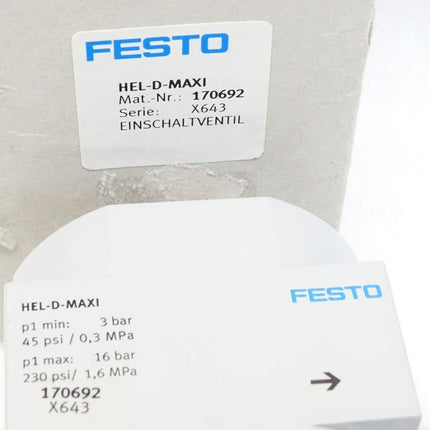 FESTO
HEL-D-MAXI
Mat.-Nr.: 170692
Serie: X643
EINSCHALTVENTIL
HEL-D-MAXI
FESTO
p1 min: 3 bar
45 psi / 0,3 MPa
p1 max: 16 bar
230 psi/ 1,6 MPa
170692
X643